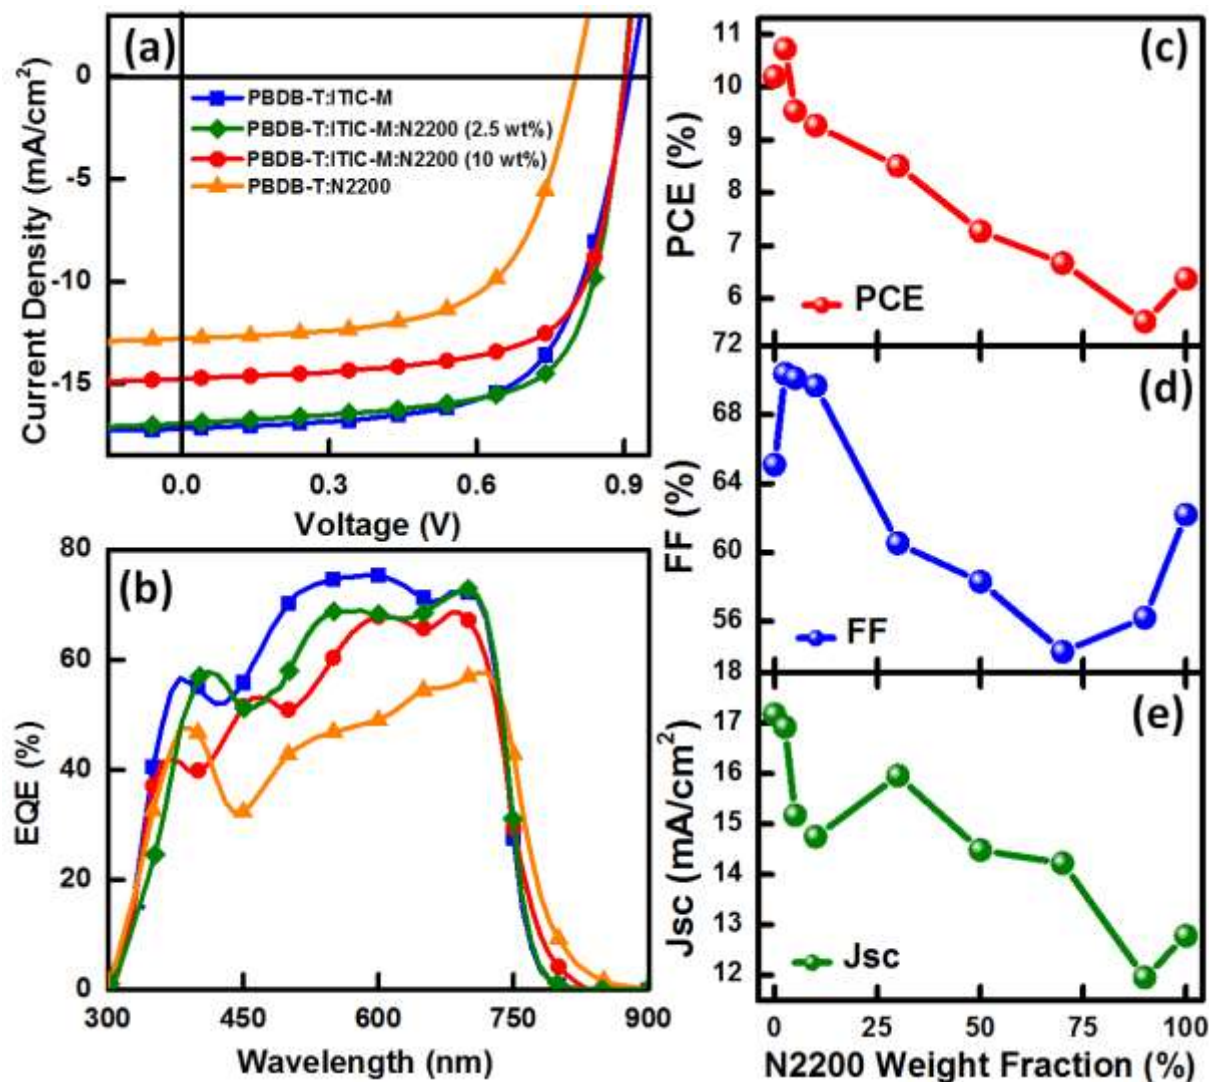 (a)
PBDB-T:ITIC-M
PBDB-T:ITIC-M:N2200 (2.5 wt%)
PBDB-T:ITIC-M:N2200 (10 wt%)
PBDB-T:N2200
0
-5
-10
-15
Current Density (mA/cm²)
0.0 0.3 0.6 0.9
Voltage (V)
(b)
80
60
40
20
0
EQE (%)
300 450 600 750 900
Wavelength (nm)
(c)
11
10
9
8
7
6
PCE (%)
PCE
(d)
72
68
64
60
56
FF (%)
FF
(e)
18
17
16
15
14
13
12
Jsc (mA/cm²)
Jsc
0 25 50 75 100
N2200 Weight Fraction (%)